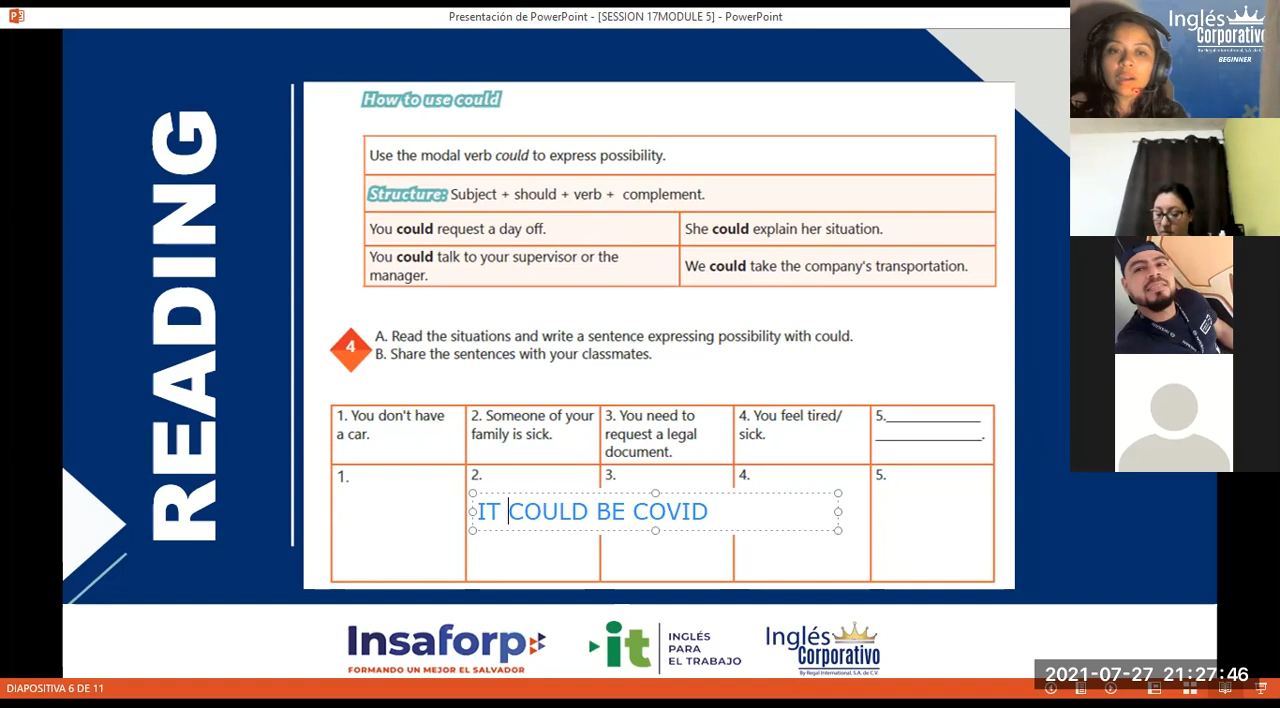 Presentación de PowerPoint - [SESSION 17MODULE 5] - PowerPoint
Inglés
Corporativo
By Regal International, S.A. de C.V.
BEGINNER
READING
How to use could
Use the modal verb could to express possibility.
Structure: Subject + should + verb + complement.
You could request a day off.
She could explain her situation.
You could talk to your supervisor or the
manager.
We could take the company's transportation.
4
A. Read the situations and write a sentence expressing possibility with could.
B. Share the sentences with your classmates.
1. You don't have
a car.
2. Someone of your
family is sick.
3. You need to
request a legal
document.
4. You feel tired/
sick.
5.______________
________________.
1.
2.
3.
4.
5.
IT COULD BE COVID
Insaforp
FORMANDO UN MEJOR EL SALVADOR
it
INGLÉS
PARA
EL TRABAJO
Inglés
Corporativo
By Regal International, S.A. de C.V.
2021-07-27 21:27:46
DIAPOSITIVA 6 DE 11